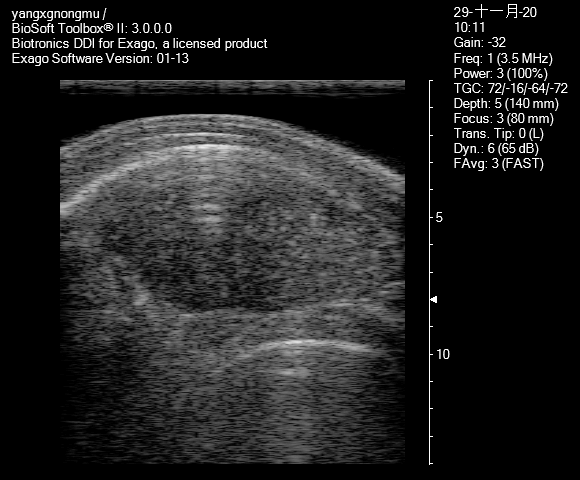 yangxgnongmu /
BioSoft Toolbox® II: 3.0.0.0
Biotronics DDI for Exago, a licensed product
Exago Software Version: 01-13
29-十一月-20
10:11
Gain: -32
Freq: 1 (3.5 MHz)
Power: 3 (100%)
TGC: 72/-16/-64/-72
Depth: 5 (140 mm)
Focus: 3 (80 mm)
Trans. Tip: 0 (L)
Dyn.: 6 (65 dB)
FAvg: 3 (FAST)
5
10